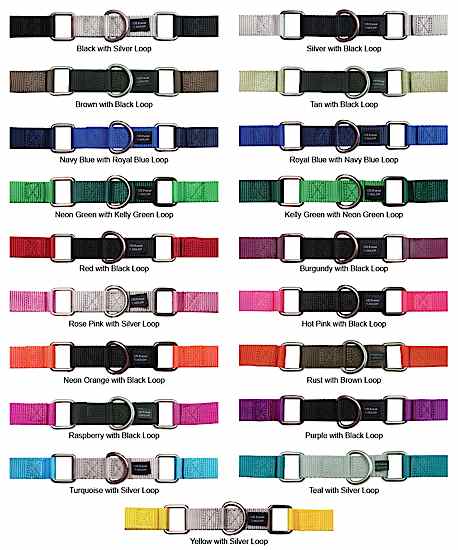 Black with Silver Loop
Silver with Black Loop
Brown with Black Loop
Tan with Black Loop
Navy Blue with Royal Blue Loop
Royal Blue with Navy Blue Loop
Neon Green with Kelly Green Loop
Kelly Green with Neon Green Loop
Red with Black Loop
Burgundy with Black Loop
Rose Pink with Silver Loop
Hot Pink with Black Loop
Neon Orange with Black Loop
Rust with Brown Loop
Raspberry with Black Loop
Purple with Black Loop
Turquoise with Silver Loop
Teal with Silver Loop
Yellow with Silver Loop